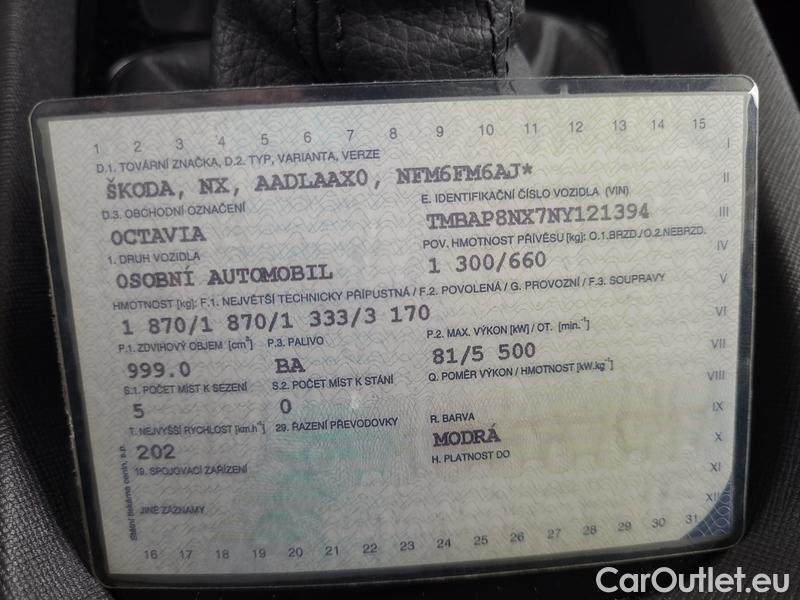 1 2 3 4 5 6 7 8 9 10 11 12 13 14 15
D.1. TOVÁRNÍ ZNAČKA, D.2. TYP, VARIANTA, VERZE I
ŠKODA, NX, AADLAAX0, NFM6FM6AJ* II
D.3. OBCHODNÍ OZNAČENÍ E. IDENTIFIKAČNÍ ČÍSLO VOZIDLA (VIN)
OCTAVIA TMBAP8NX7NY121394 III
1. DRUH VOZIDLA POV. HMOTNOST PŘÍVĚSU [kg]: O.1.BRZD./O.2.NEBRZD.
OSOBNÍ AUTOMOBIL 1 300/660 IV
HMOTNOST [kg]: F.1. NEJVĚTŠÍ TECHNICKY PŘÍPUSTNÁ / F.2. POVOLENÁ / G. PROVOZNÍ / F.3. SOUPRAVY V
1 870/1 870/1 333/3 170 VI
P.1. ZDVIHOVÝ OBJEM [cm³] P.3. PALIVO P.2. MAX. VÝKON [kW] / OT. [min.⁻¹]
999.0 BA 81/5 500 VII
S.1. POČET MÍST K SEZENÍ S.2. POČET MÍST K STÁNÍ Q. POMĚR VÝKON / HMOTNOST [kW.kg⁻¹]
5 0 VIII
T. NEJVYŠŠÍ RYCHLOST [km.h⁻¹] 29. ŘAZENÍ PŘEVODOVKY R. BARVA IX
202 MODRÁ X
19. SPOJOVACÍ ZAŘÍZENÍ H. PLATNOST DO
XI
JINÉ ZÁZNAMY XII
Státní tiskárna cenin, s.p.
16 17 18 19 20 21 22 23 24 25 26 27 28 29 30 31
CarOutlet.eu